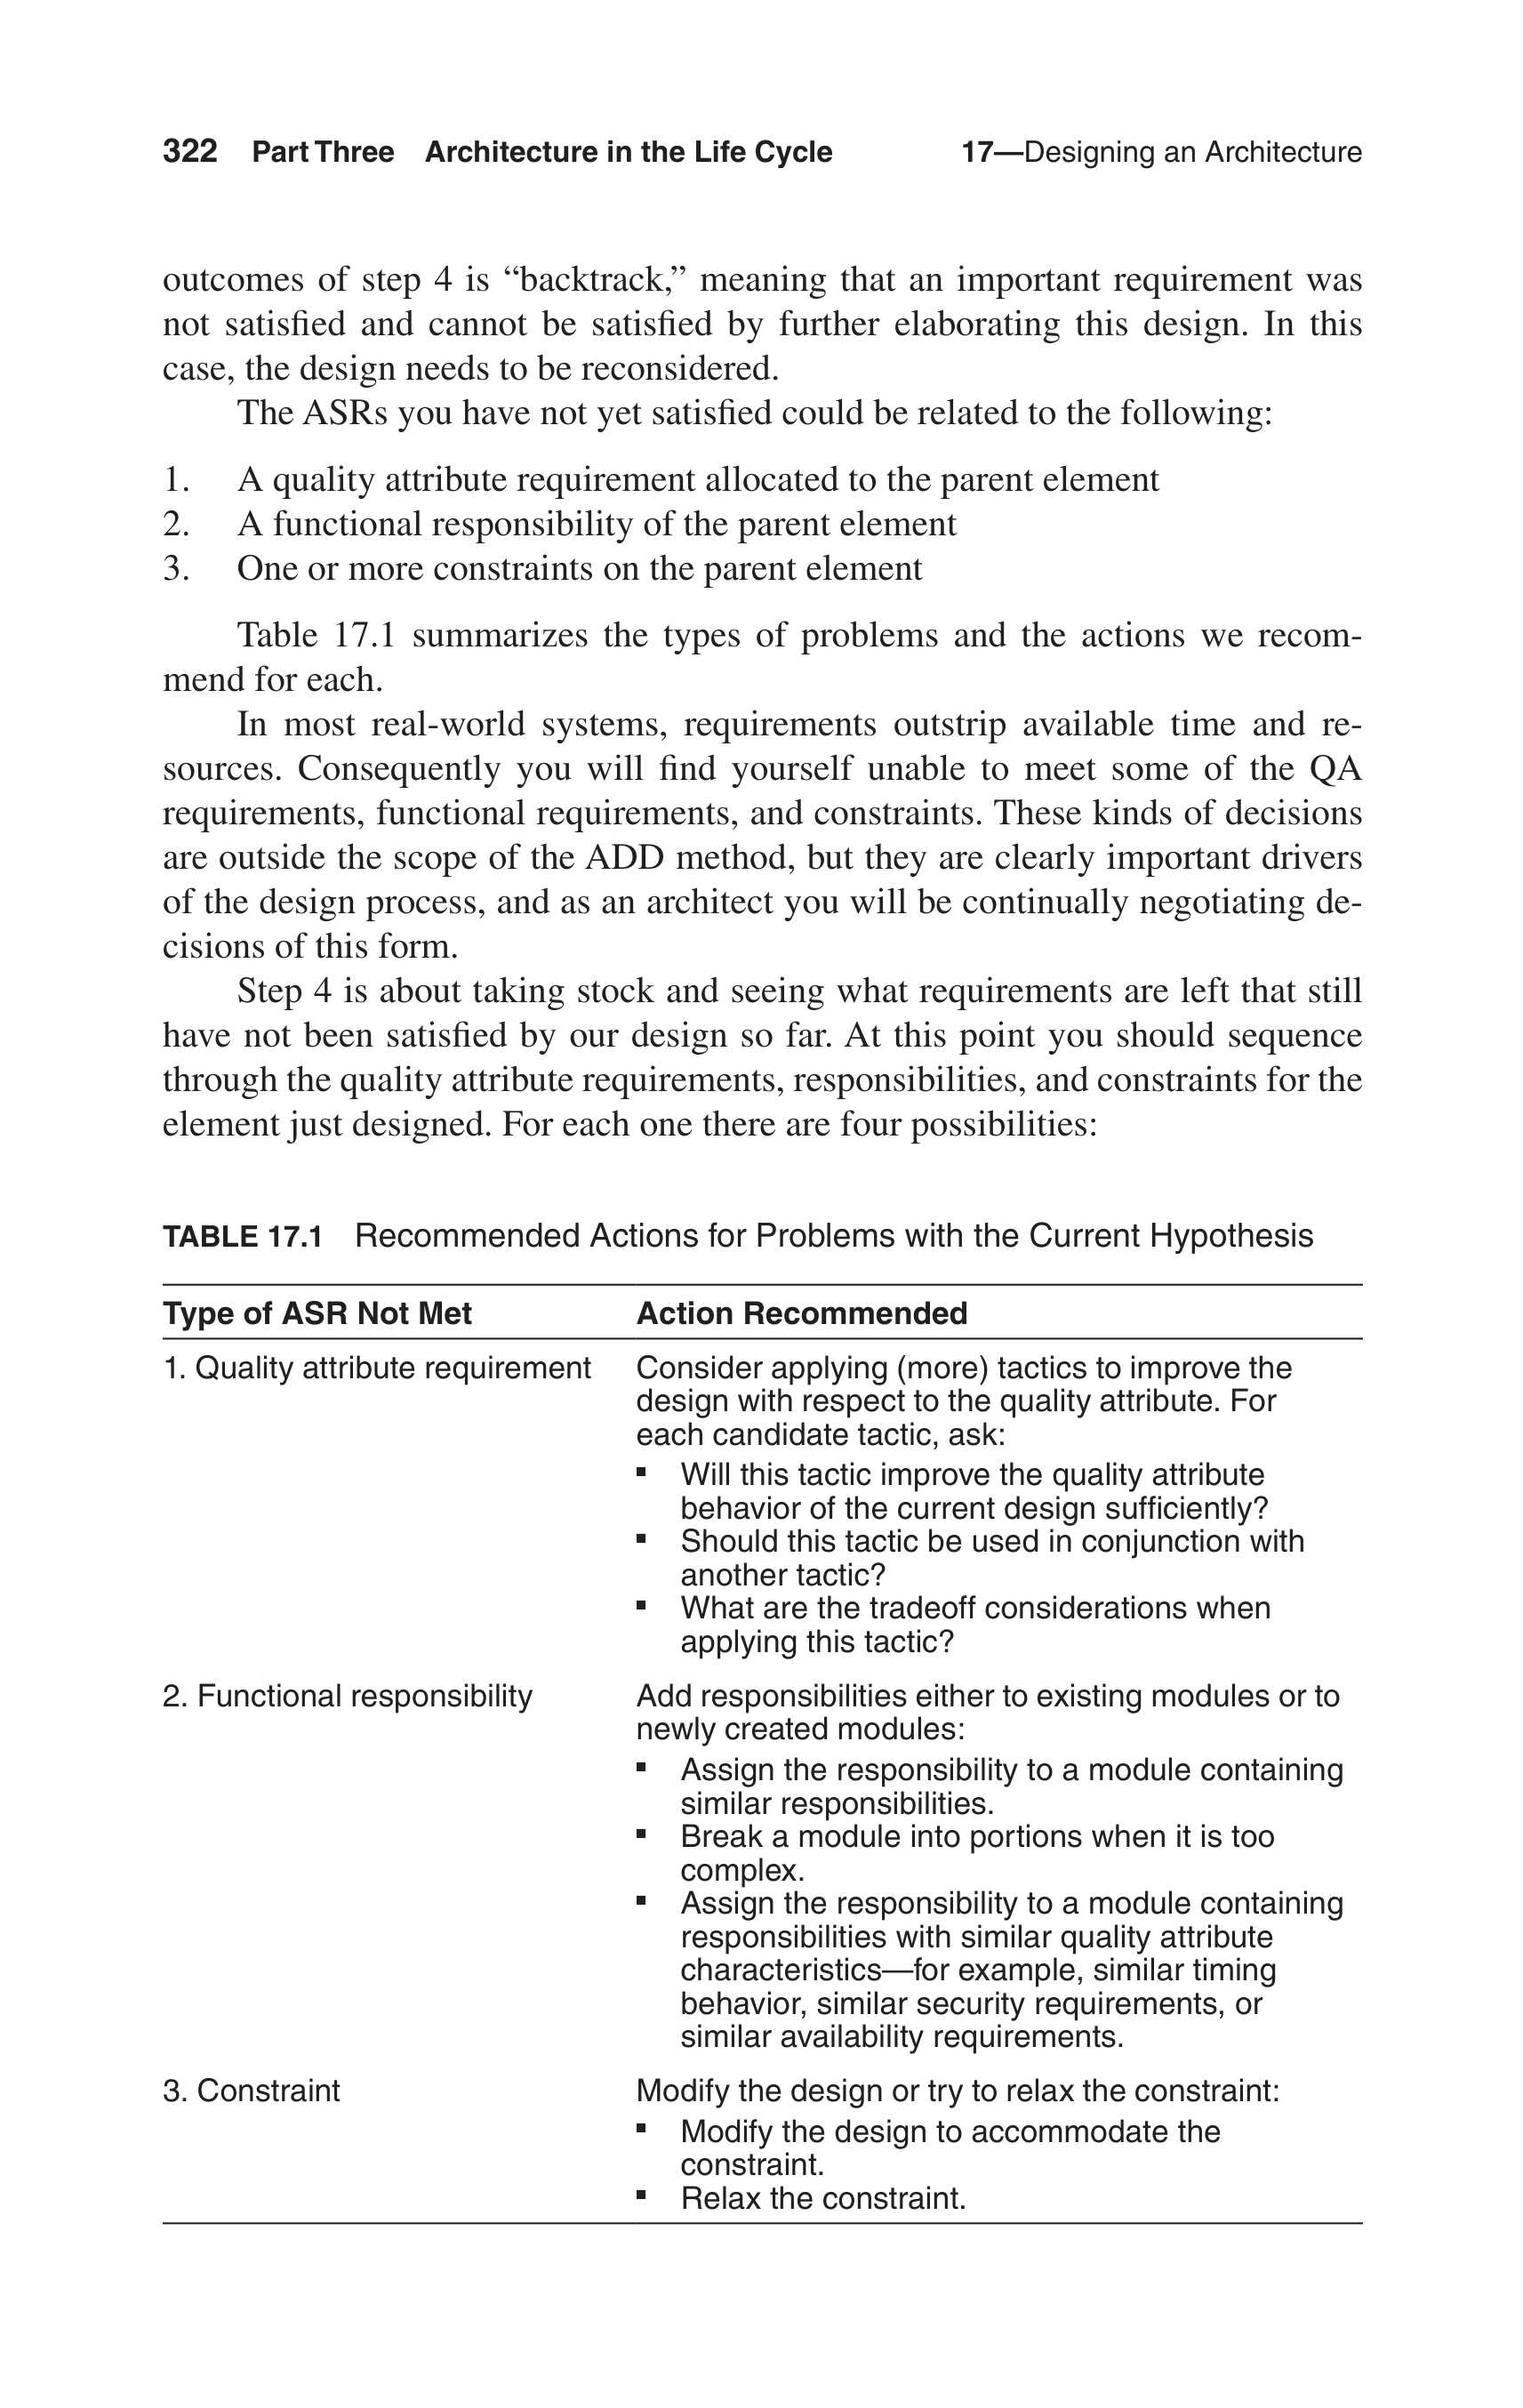 322 Part Three Architecture in the Life Cycle 17—Designing an Architecture
outcomes of step 4 is “backtrack,” meaning that an important requirement was
not satisfied and cannot be satisfied by further elaborating this design. In this
case, the design needs to be reconsidered.
The ASRs you have not yet satisfied could be related to the following:
1. A quality attribute requirement allocated to the parent element
2. A functional responsibility of the parent element
3. One or more constraints on the parent element
Table 17.1 summarizes the types of problems and the actions we recom-
mend for each.
In most real-world systems, requirements outstrip available time and re-
sources. Consequently you will find yourself unable to meet some of the QA
requirements, functional requirements, and constraints. These kinds of decisions
are outside the scope of the ADD method, but they are clearly important drivers
of the design process, and as an architect you will be continually negotiating de-
cisions of this form.
Step 4 is about taking stock and seeing what requirements are left that still
have not been satisfied by our design so far. At this point you should sequence
through the quality attribute requirements, responsibilities, and constraints for the
element just designed. For each one there are four possibilities:
TABLE 17.1 Recommended Actions for Problems with the Current Hypothesis
Type of ASR Not Met Action Recommended
1. Quality attribute requirement Consider applying (more) tactics to improve the
design with respect to the quality attribute. For
each candidate tactic, ask:
▪ Will this tactic improve the quality attribute
behavior of the current design sufficiently?
▪ Should this tactic be used in conjunction with
another tactic?
▪ What are the tradeoff considerations when
applying this tactic?
2. Functional responsibility Add responsibilities either to existing modules or to
newly created modules:
▪ Assign the responsibility to a module containing
similar responsibilities.
▪ Break a module into portions when it is too
complex.
▪ Assign the responsibility to a module containing
responsibilities with similar quality attribute
characteristics—for example, similar timing
behavior, similar security requirements, or
similar availability requirements.
3. Constraint Modify the design or try to relax the constraint:
▪ Modify the design to accommodate the
constraint.
▪ Relax the constraint.